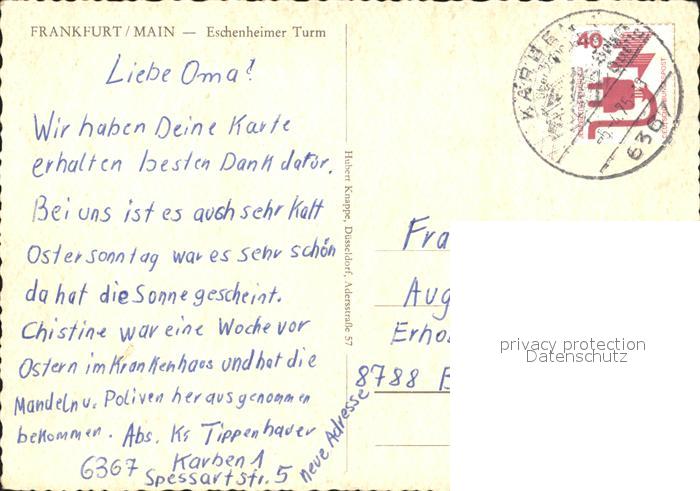 FRANKFURT / MAIN — Eschenheimer Turm
Liebe Oma!
Wir haben Deine Karte
erhalten besten Dank dafür.
Bei uns ist es auch sehr kalt
Ostersonntag war es sehr schön
da hat die Sonne gescheint.
Chistine war eine Woche vor
Ostern im Krankenhaus und hat die
Mandeln u. Poliven herausgenommen
bekommen. Abs. Kr Tippenhauer
6367 Karben 1
Spessartstr. 5
neue Adresse
Hubert Knappe, Düsseldorf, Adersstraße 57
40
KARBEN
636
Fra
Aug
Erho
8788 B
privacy protection
Datenschutz